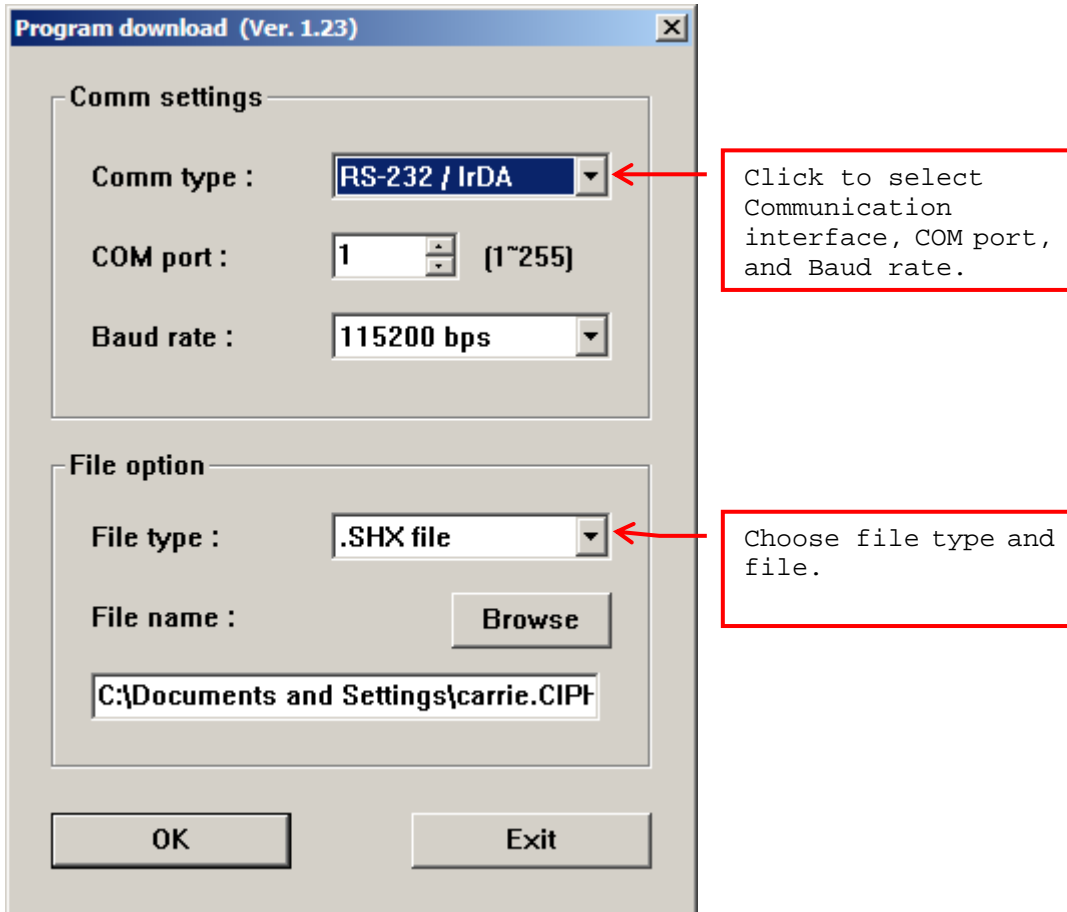 Program download (Ver. 1.23)
Comm settings
Comm type :
RS-232 / IrDA
COM port :
1
(1~255)
Baud rate :
115200 bps
Click to select
Communication
interface, COM port,
and Baud rate.
File option
File type :
.SHX file
Choose file type and
file.
File name :
Browse
C:\Documents and Settings\carrie.CIPH
OK
Exit